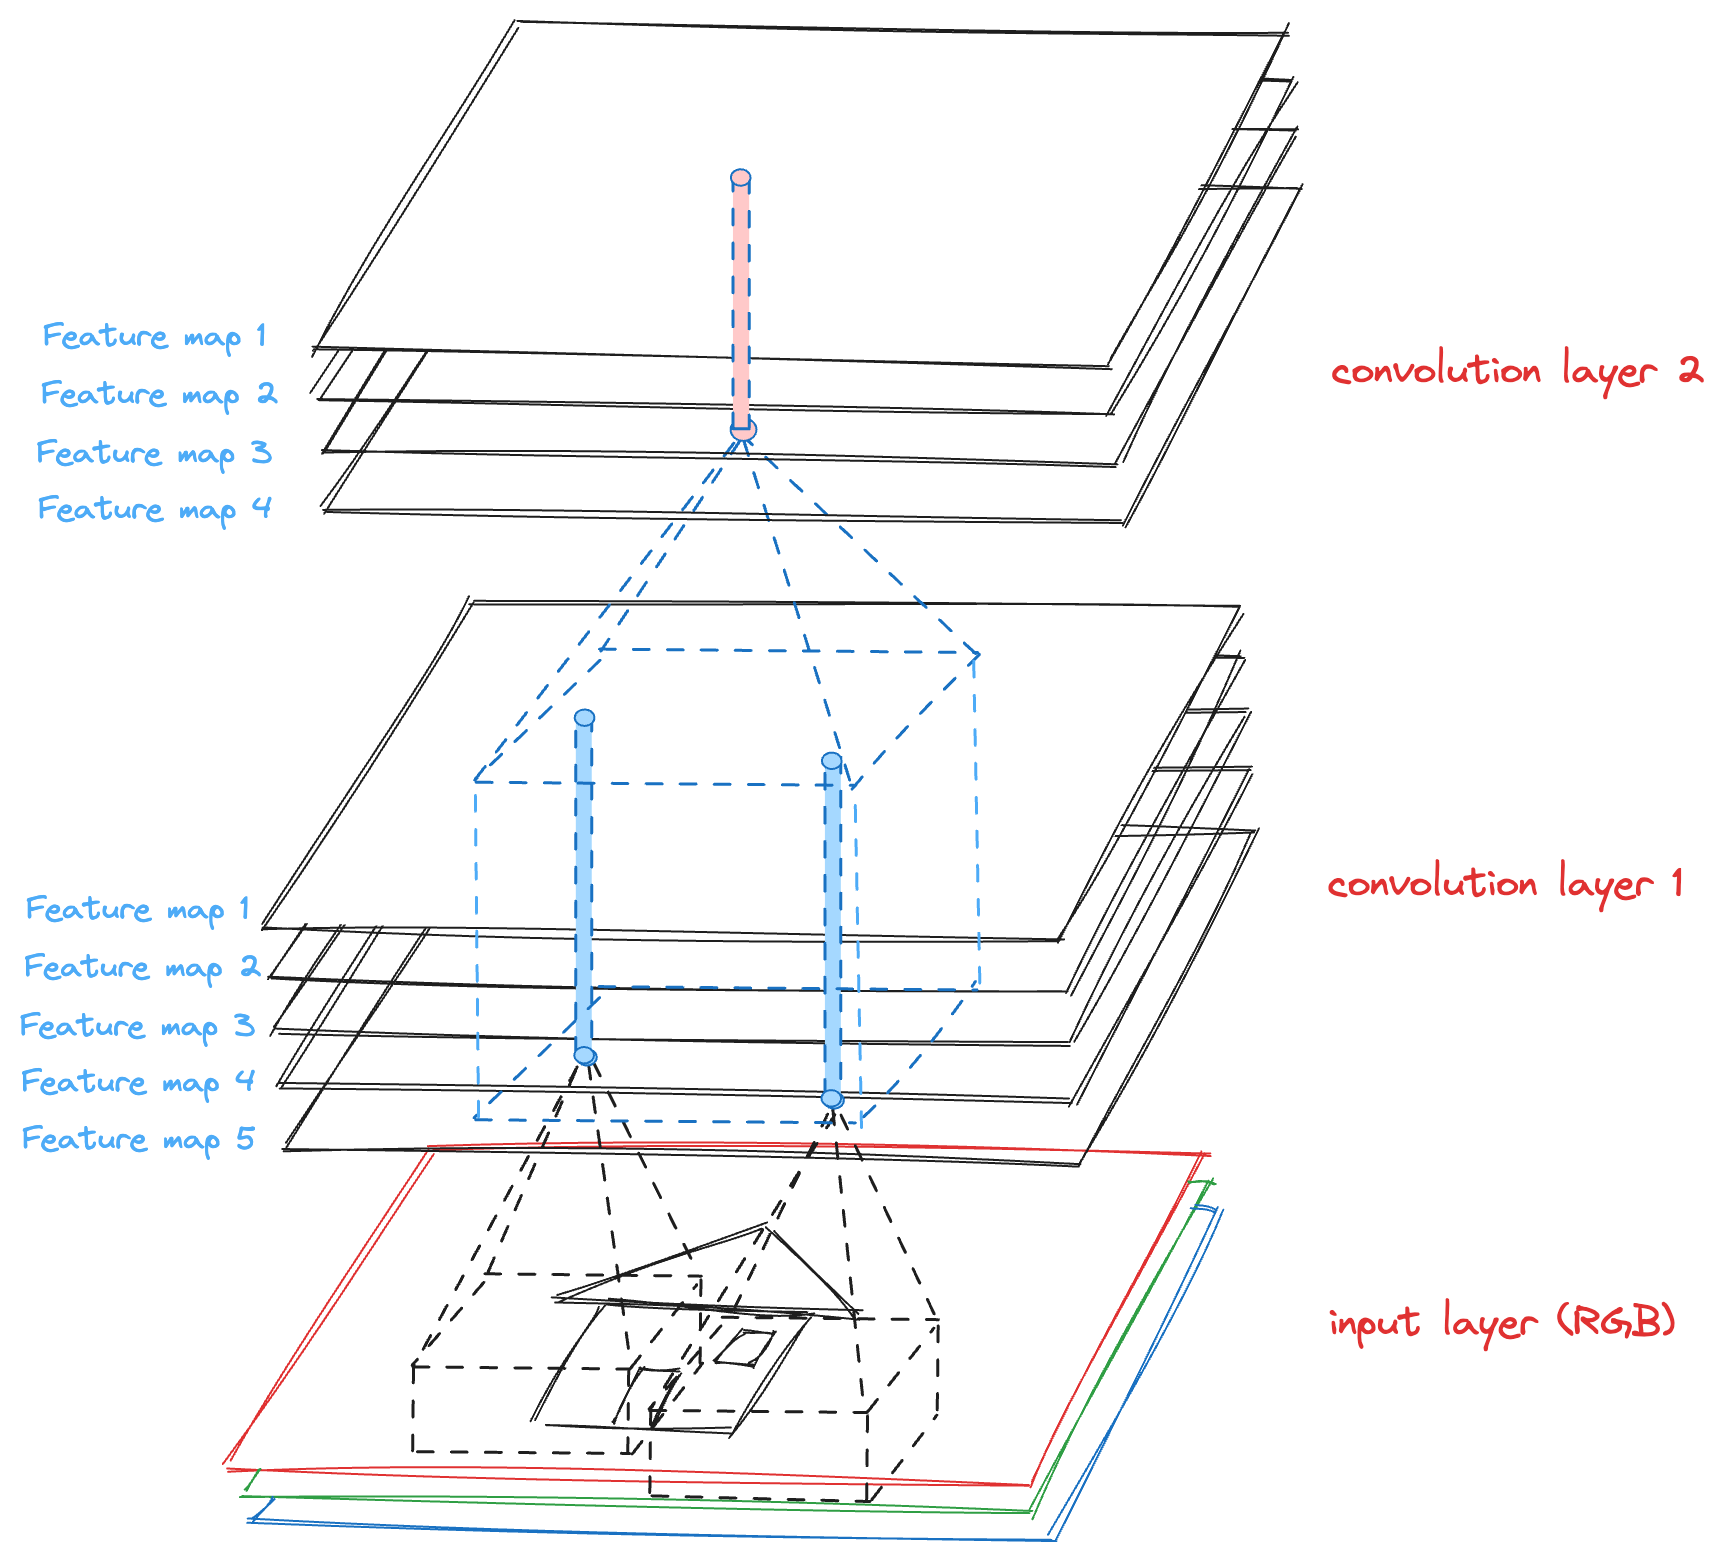 Feature map 1
Feature map 2
Feature map 3
Feature map 4
convolution layer 2
Feature map 1
Feature map 2
Feature map 3
Feature map 4
Feature map 5
convolution layer 1
input layer (RGB)